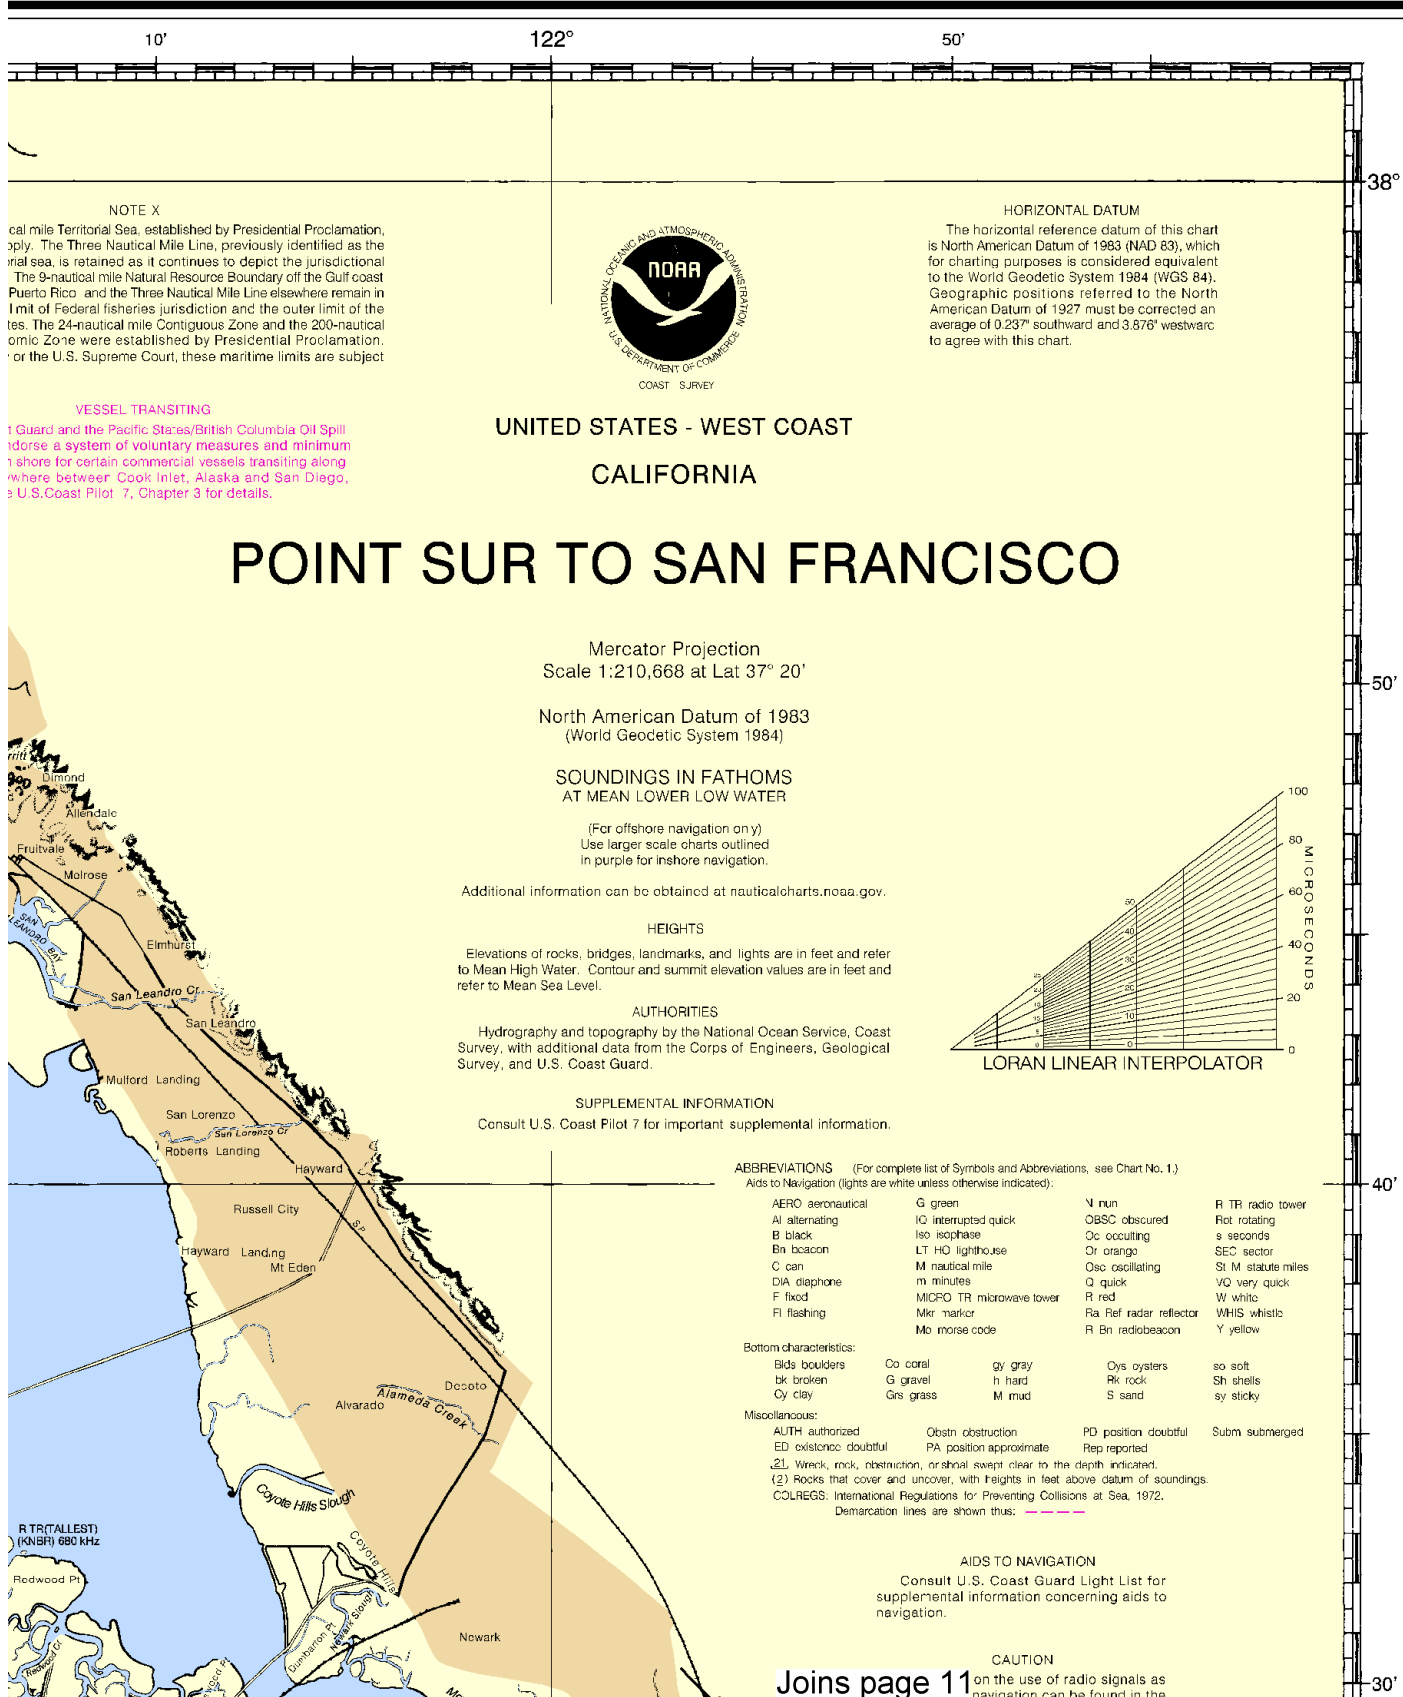 10'
122°
50'
38°
NOTE X
cal mile Territorial Sea, established by Presidential Proclamation,
pply. The Three Nautical Mile Line, previously identified as the
rial sea, is retained as it continues to depict the jurisdictional
The 9-nautical mile Natural Resource Boundary off the Gulf coast
Puerto Rico and the Three Nautical Mile Line elsewhere remain in
l mit of Federal fisheries jurisdiction and the outer limit of the
tes. The 24-nautical mile Contiguous Zone and the 200-nautical
omic Zone were established by Presidential Proclamation.
or the U.S. Supreme Court, these maritime limits are subject
VESSEL TRANSITING
t Guard and the Pacific States/British Columbia Oil Spill
ndorse a system of voluntary measures and minimum
n shore for certain commercial vessels transiting along
ywhere between Cook Inlet, Alaska and San Diego,
e U.S.Coast Pilot 7, Chapter 3 for details.
NATIONAL OCEANIC AND ATMOSPHERIC ADMINISTRATION
NOAA
U.S. DEPARTMENT OF COMMERCE
COAST SURVEY
HORIZONTAL DATUM
The horizontal reference datum of this chart
is North American Datum of 1983 (NAD 83), which
for charting purposes is considered equivalent
to the World Geodetic System 1984 (WGS 84).
Geographic positions referred to the North
American Datum of 1927 must be corrected an
average of 0.237" southward and 3.876" westward
to agree with this chart.
UNITED STATES - WEST COAST
CALIFORNIA
POINT SUR TO SAN FRANCISCO
Mercator Projection
Scale 1:210,668 at Lat 37° 20'
50'
North American Datum of 1983
(World Geodetic System 1984)
SOUNDINGS IN FATHOMS
AT MEAN LOWER LOW WATER
(For offshore navigation on y)
Use larger scale charts outlined
in purple for inshore navigation.
Additional information can be obtained at nauticalcharts.noaa.gov.
HEIGHTS
Elevations of rocks, bridges, landmarks, and lights are in feet and refer
to Mean High Water. Contour and summit elevation values are in feet and
refer to Mean Sea Level.
AUTHORITIES
Hydrography and topography by the National Ocean Service, Coast
Survey, with additional data from the Corps of Engineers, Geological
Survey, and U.S. Coast Guard.
SUPPLEMENTAL INFORMATION
Consult U.S. Coast Pilot 7 for important supplemental information.
100
80
60
40
20
0
MICROSECONDS
50
40
30
20
10
0
25
20
15
10
5
0
LORAN LINEAR INTERPOLATOR
rritt
Dimond
Allendale
Fruitvale
Melrose
SAN
LEANDRO BAY
Elmhurst
San Leandro Cr
San Leandro
Mulford Landing
San Lorenzo
San Lorenzo Cr
Roberts Landing
Hayward
Russell City
S P
Hayward Landing
Mt Eden
Decoto
Alvarado
Alameda Creek
Coyote Hills Slough
R TR(TALLEST)
(KNBR) 680 kHz
Redwood Pt
Coyote Hills
Newark Slough
Dumbarton Pt
Redwood Cr
Newark
40'
ABBREVIATIONS (For complete list of Symbols and Abbreviations, see Chart No. 1.)
Aids to Navigation (lights are white unless otherwise indicated):
AERO aeronautical G green N nun R TR radio tower
Al alternating IQ interrupted quick OBSC obscured Rot rotating
B black Iso isophase Oc occulting s seconds
Bn beacon LT HO lighthouse Or orange SEC sector
C can M nautical mile Osc oscillating St M statute miles
DIA diaphone m minutes Q quick VQ very quick
F fixed MICRO TR microwave tower R red W white
Fl flashing Mkr marker Ra Ref radar reflector WHIS whistle
Mo morse code R Bn radiobeacon Y yellow
Bottom characteristics:
Blds boulders Co coral gy gray Oys oysters so soft
bk broken G gravel h hard Rk rock Sh shells
Cy clay Grs grass M mud S sand sy sticky
Miscellaneous:
AUTH authorized Obstn obstruction PD position doubtful Subm submerged
ED existence doubtful PA position approximate Rep reported
21, Wreck, rock, obstruction, or shoal swept clear to the depth indicated.
(2) Rocks that cover and uncover, with heights in feet above datum of soundings.
COLREGS: International Regulations for Preventing Collisions at Sea, 1972.
Demarcation lines are shown thus:
AIDS TO NAVIGATION
Consult U.S. Coast Guard Light List for
supplemental information concerning aids to
navigation.
CAUTION
Joins page 11
on the use of radio signals as
navigation can be found in the
30'